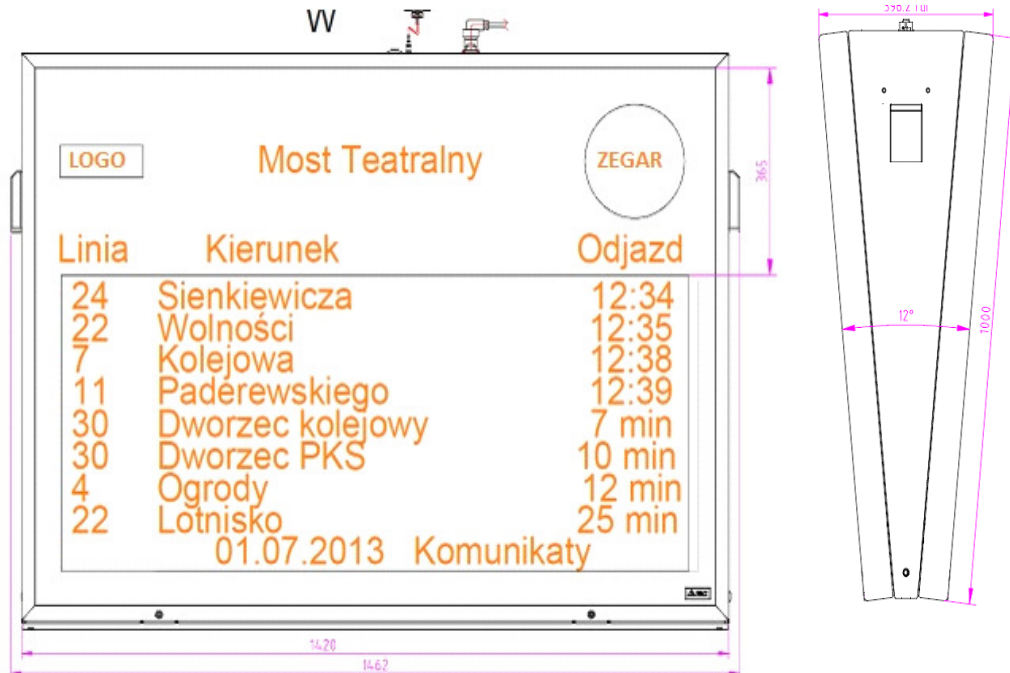 W
LOGO Most Teatralny ZEGAR
Linia Kierunek Odjazd
24 Sienkiewicza 12:34
22 Wolności 12:35
7 Kolejowa 12:38
11 Paderewskiego 12:39
30 Dworzec kolejowy 7 min
30 Dworzec PKS 10 min
4 Ogrody 12 min
22 Lotnisko 25 min
01.07.2013 Komunikaty
365
1420
1462
12°
1000